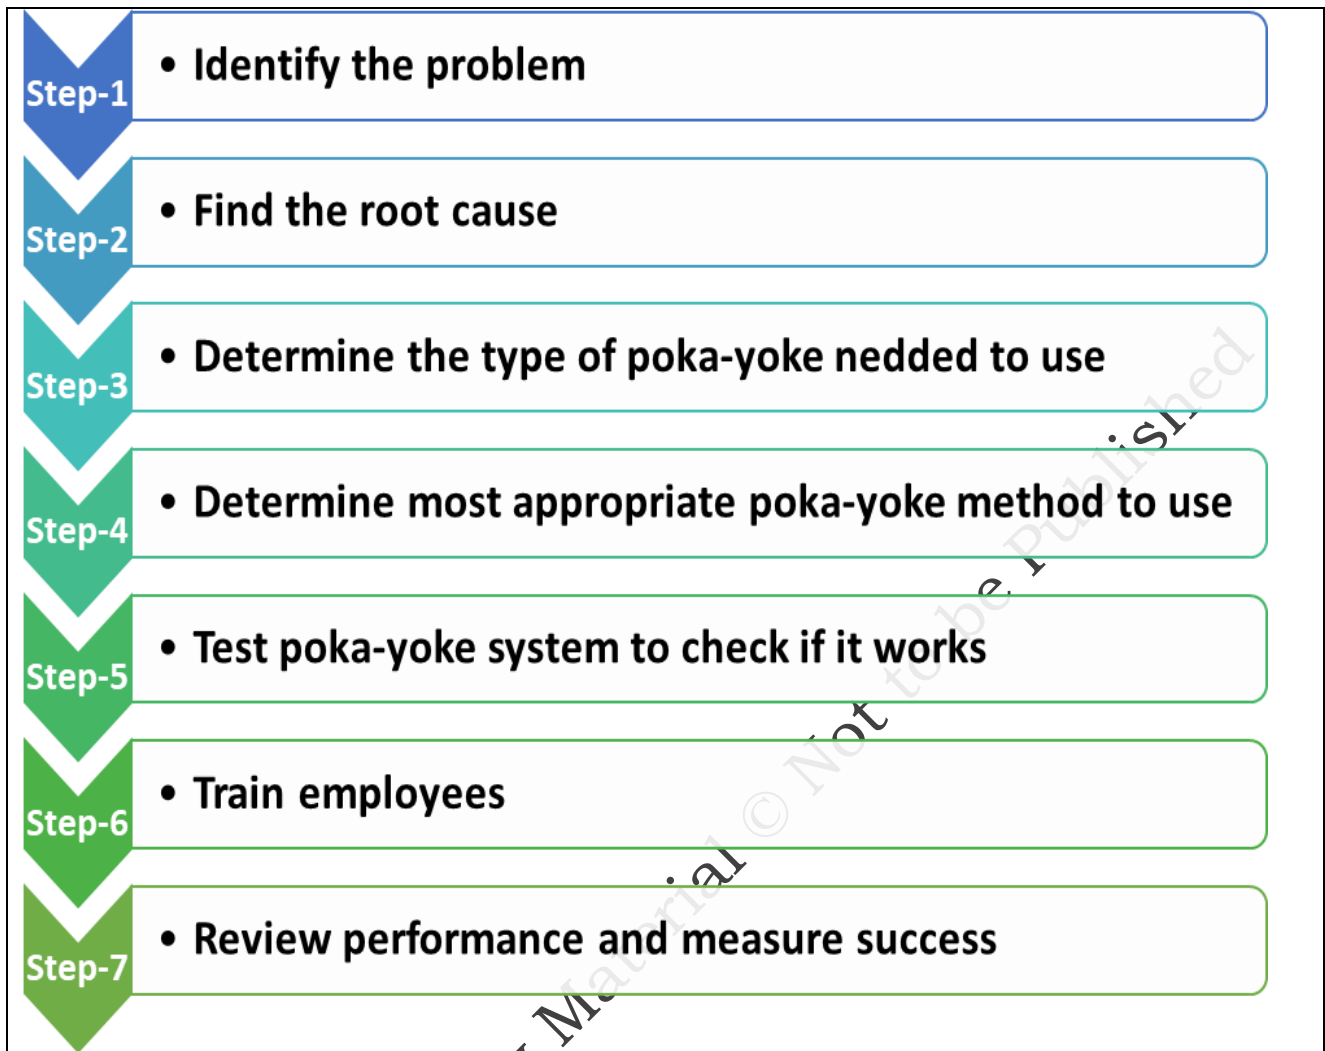 Step-1
• Identify the problem
Step-2
• Find the root cause
Step-3
• Determine the type of poka-yoke nedded to use
Step-4
• Determine most appropriate poka-yoke method to use
Step-5
• Test poka-yoke system to check if it works
Step-6
• Train employees
Step-7
• Review performance and measure success
Material © Not to be Published